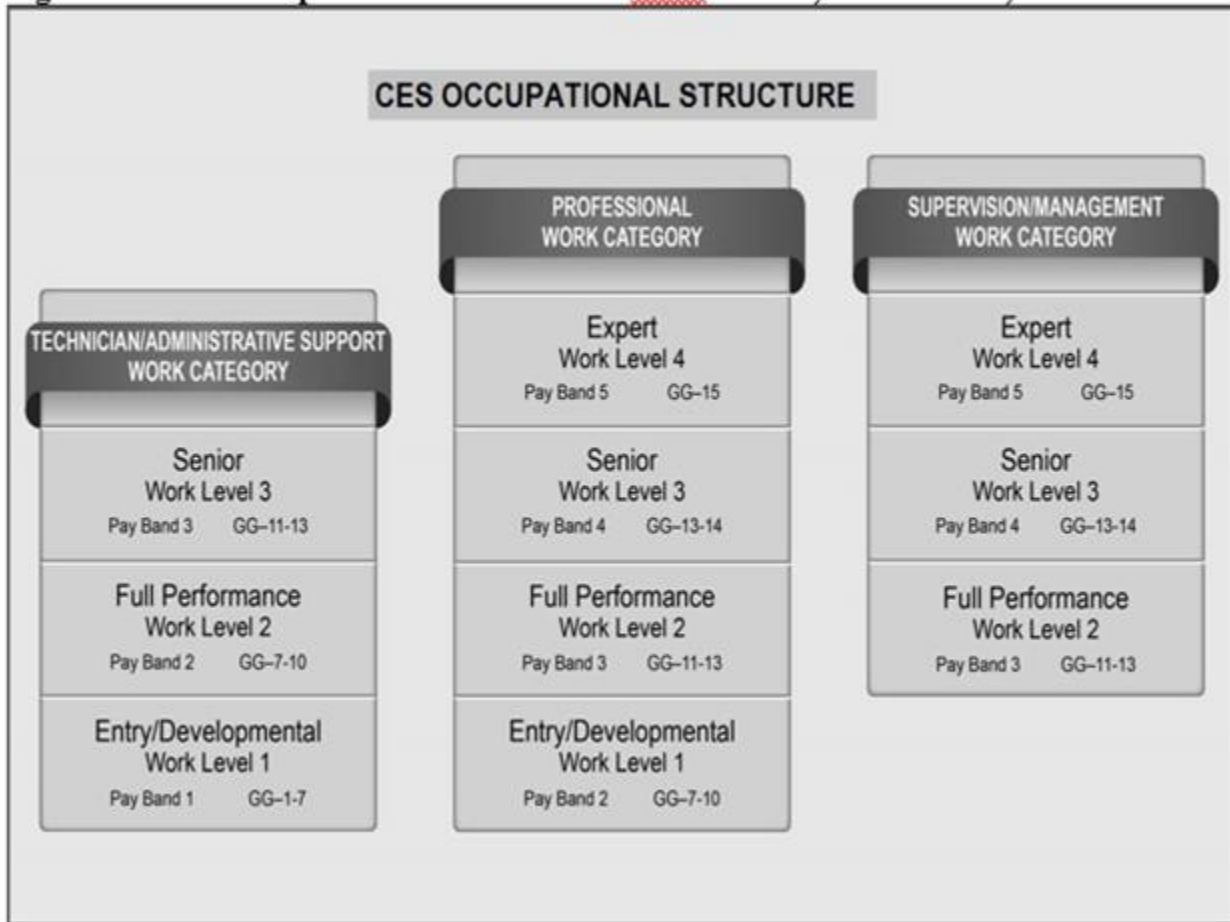 CES OCCUPATIONAL STRUCTURE
TECHNICIAN/ADMINISTRATIVE SUPPORT
WORK CATEGORY
Senior
Work Level 3
Pay Band 3 GG–11-13
Full Performance
Work Level 2
Pay Band 2 GG–7-10
Entry/Developmental
Work Level 1
Pay Band 1 GG–1-7
PROFESSIONAL
WORK CATEGORY
Expert
Work Level 4
Pay Band 5 GG–15
Senior
Work Level 3
Pay Band 4 GG–13-14
Full Performance
Work Level 2
Pay Band 3 GG–11-13
Entry/Developmental
Work Level 1
Pay Band 2 GG–7-10
SUPERVISION/MANAGEMENT
WORK CATEGORY
Expert
Work Level 4
Pay Band 5 GG–15
Senior
Work Level 3
Pay Band 4 GG–13-14
Full Performance
Work Level 2
Pay Band 3 GG–11-13